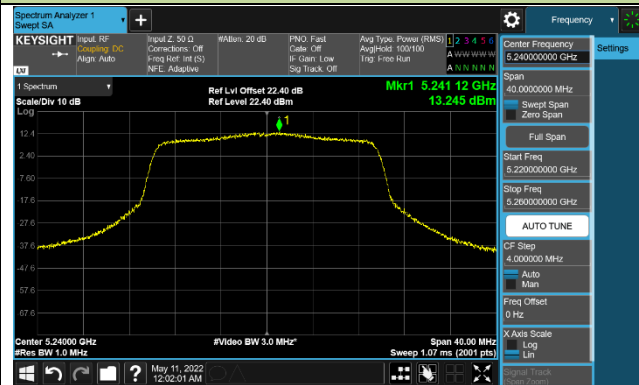 Spectrum Analyzer 1
Swept SA
Frequency
KEYSIGHT
Input: RF
Coupling: DC
Align: Auto
Input Z: 50 Ω
Corrections: Off
Freq Ref: Int (S)
NFE: Adaptive
#Atten: 20 dB
PNO: Fast
Gate: Off
IF Gain: Low
Sig Track: Off
Avg Type: Power (RMS)
Avg|Hold: 100/100
Trig: Free Run
1 2 3 4 5 6
A W W W W W
A N N N N N
LXI
1 Spectrum
Scale/Div 10 dB
Ref Lvl Offset 22.40 dB
Ref Level 22.40 dBm
Mkr1 5.241 12 GHz
13.245 dBm
Log
1
12.4
2.40
-7.60
-17.6
-27.6
-37.6
-47.6
-57.6
-67.6
Center 5.24000 GHz
#Res BW 1.0 MHz
#Video BW 3.0 MHz*
Span 40.00 MHz
Sweep 1.07 ms (2001 pts)
May 11, 2022
12:02:01 AM
Center Frequency
5.240000000 GHz
Settings
Span
40.0000000 MHz
Swept Span
Zero Span
Full Span
Start Freq
5.220000000 GHz
Stop Freq
5.260000000 GHz
AUTO TUNE
CF Step
4.000000 MHz
Auto
Man
Freq Offset
0 Hz
X Axis Scale
Log
Lin
Signal Track
(Span Zoom)